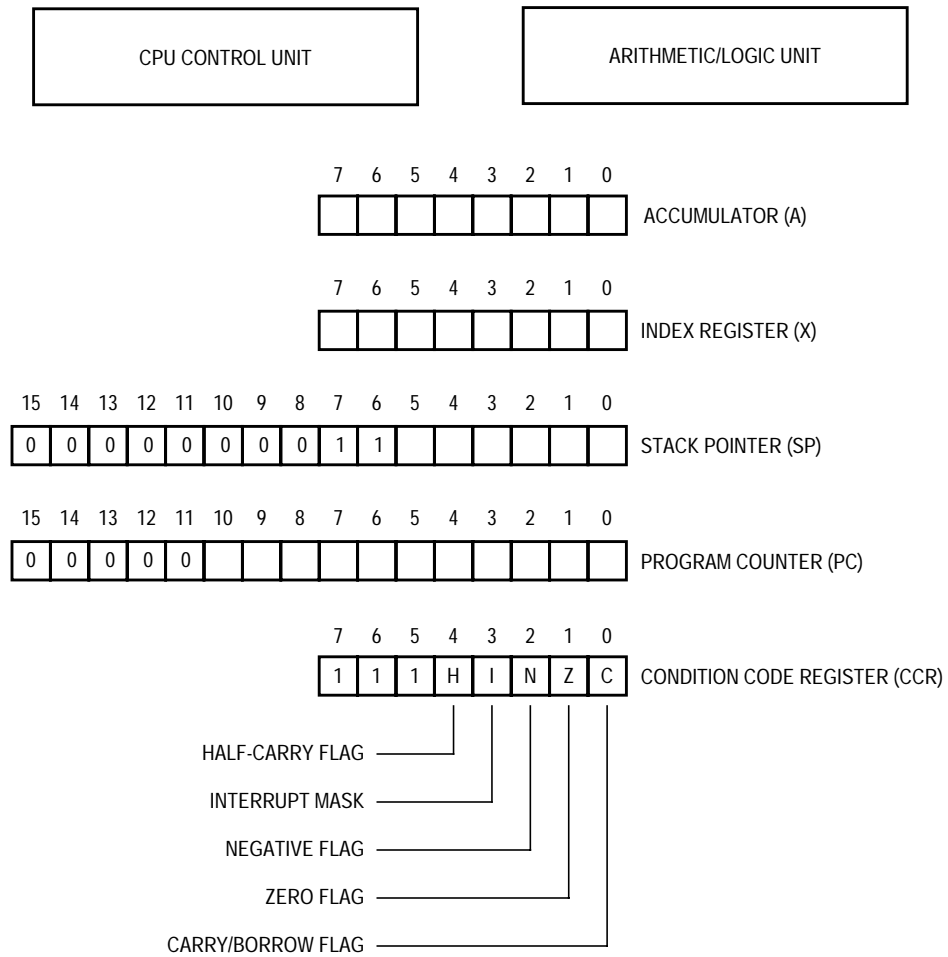 CPU CONTROL UNIT
ARITHMETIC/LOGIC UNIT
7 6 5 4 3 2 1 0
ACCUMULATOR (A)
7 6 5 4 3 2 1 0
INDEX REGISTER (X)
15 14 13 12 11 10 9 8 7 6 5 4 3 2 1 0
0 0 0 0 0 0 0 0 1 1 STACK POINTER (SP)
15 14 13 12 11 10 9 8 7 6 5 4 3 2 1 0
0 0 0 0 0 PROGRAM COUNTER (PC)
7 6 5 4 3 2 1 0
1 1 1 H I N Z C CONDITION CODE REGISTER (CCR)
HALF-CARRY FLAG
INTERRUPT MASK
NEGATIVE FLAG
ZERO FLAG
CARRY/BORROW FLAG